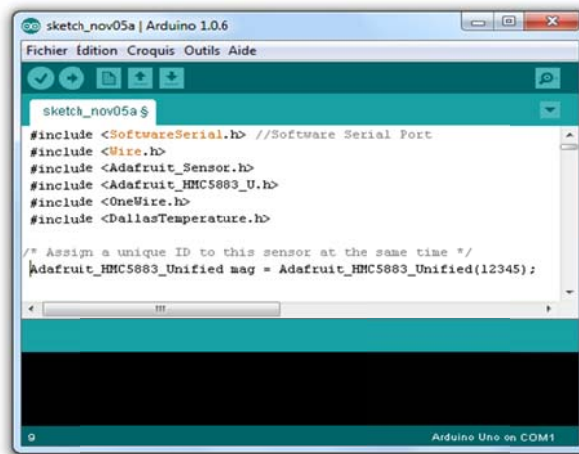 sketch_nov05a | Arduino 1.0.6
Fichier Édition Croquis Outils Aide
sketch_nov05a §
#include <SoftwareSerial.h> //Software Serial Port
#include <Wire.h>
#include <Adafruit_Sensor.h>
#include <Adafruit_HMC5883_U.h>
#include <OneWire.h>
#include <DallasTemperature.h>
/* Assign a unique ID to this sensor at the same time */
Adafruit_HMC5883_Unified mag = Adafruit_HMC5883_Unified(12345);
9 Arduino Uno on COM1